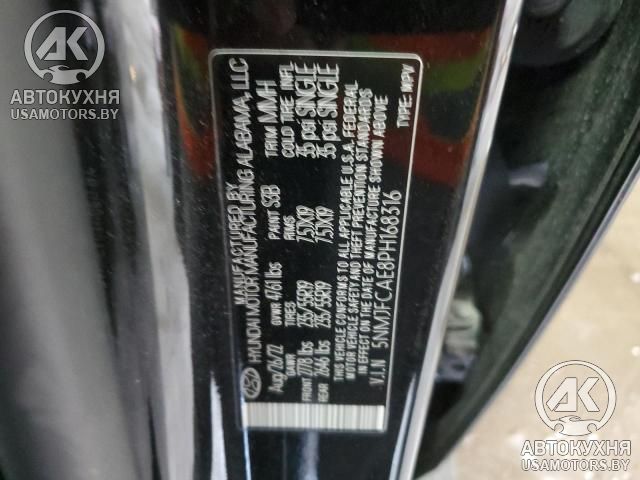 АВТОКУХНЯ
USAMOTORS.BY
MANUFACTURED BY
HYUNDAI MOTOR MANUFACTURING ALABAMA, LLC
Aug/26/22 GVWR 4761lbs PAINT S3B TRIM MMH
GAWR TIRES RIMS COLD TIRE INFL
FRONT 2778 lbs 235/55R19 7.5JX19 35 psi SINGLE
REAR 2646 lbs 235/55R19 7.5JX19 35 psi SINGLE
THIS VEHICLE CONFORMS TO ALL APPLICABLE U.S.A. FEDERAL
MOTOR VEHICLE SAFETY AND THEFT PREVENTION STANDARDS
IN EFFECT ON THE DATE OF MANUFACTURE SHOWN ABOVE
V.I.N 5NMJFCAE8PH168316 TYPE: MPV
АВТОКУХНЯ
USAMOTORS.BY